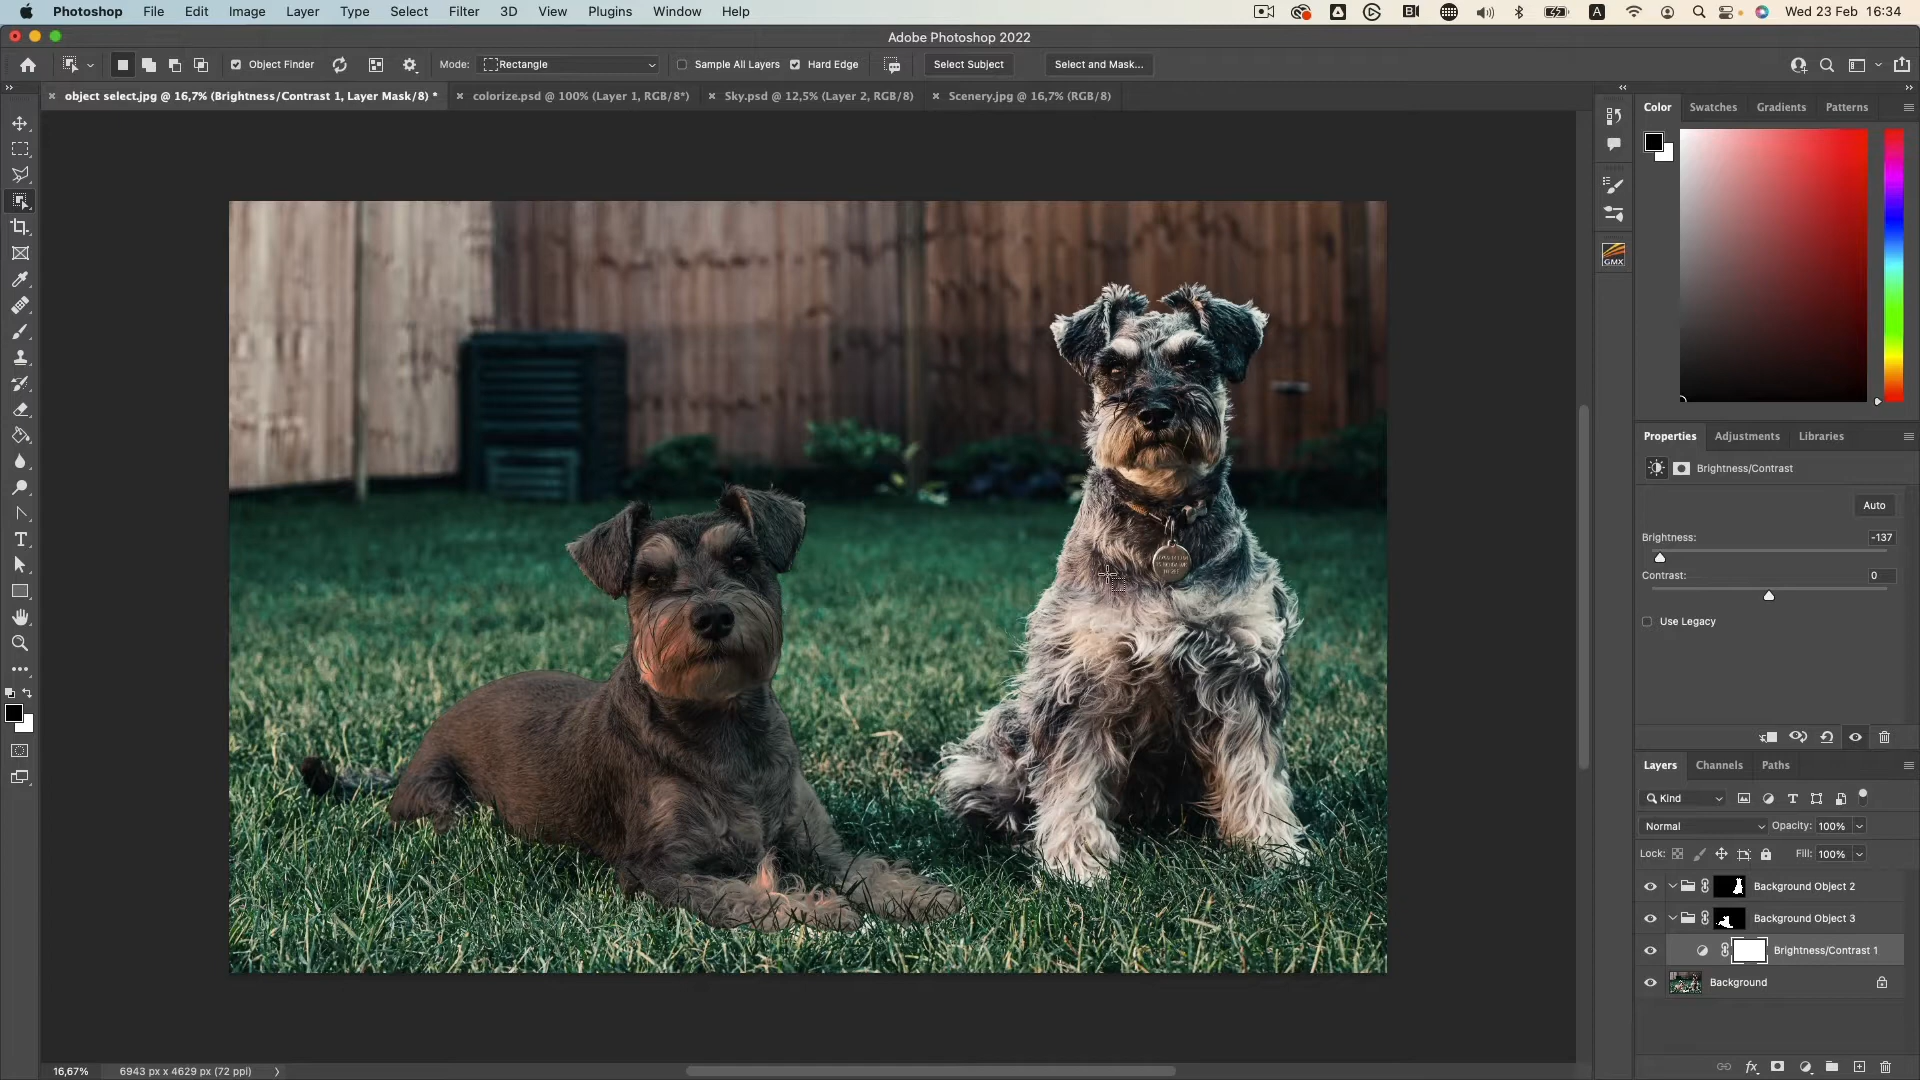 Photoshop File Edit Image Layer Type Select Filter 3D View Plugins Window Help A Wed 23 Feb 16:34
Adobe Photoshop 2022
Object Finder Mode: Rectangle Sample All Layers Hard Edge Select Subject Select and Mask...
object select.jpg @ 16,7% (Brightness/Contrast 1, Layer Mask/8) * colorize.psd @ 100% (Layer 1, RGB/8*) Sky.psd @ 12,5% (Layer 2, RGB/8) Scenery.jpg @ 16,7% (RGB/8)
Color Swatches Gradients Patterns
GMX
Properties Adjustments Libraries
Brightness/Contrast
Auto
Brightness: -137
Contrast: 0
Use Legacy
Layers Channels Paths
Kind
Normal Opacity: 100%
Lock: Fill: 100%
Background Object 2
Background Object 3
Brightness/Contrast 1
Background
16,67% 6943 px x 4629 px (72 ppi)